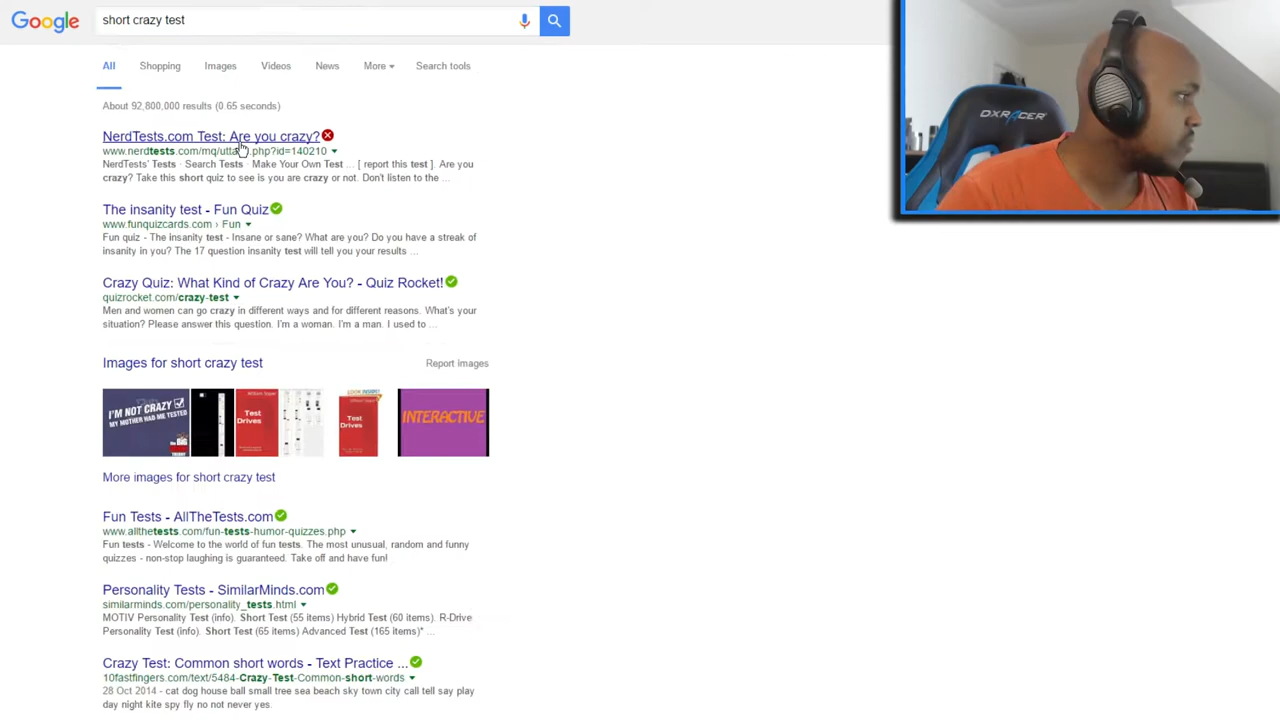 Google
short crazy test
All Shopping Images Videos News More Search tools
About 92,800,000 results (0.65 seconds)
NerdTests.com Test: Are you crazy?
www.nerdtests.com/mq/utta .php?id=140210
NerdTests' Tests · Search Tests · Make Your Own Test ... [ report this test ]. Are you
crazy? Take this short quiz to see is you are crazy or not. Don't listen to the ...
The insanity test - Fun Quiz
www.funquizcards.com › Fun
Fun quiz - The insanity test - Insane or sane? What are you? Do you have a streak of
insanity in you? The 17 question insanity test will tell you your results ...
Crazy Quiz: What Kind of Crazy Are You? - Quiz Rocket!
quizrocket.com/crazy-test
Men and women can go crazy in different ways and for different reasons. What's your
situation? Please answer this question. I'm a woman. I'm a man. I used to ...
Images for short crazy test
Report images
I'M NOT CRAZY
MY MOTHER HAD ME TESTED
Test
Drives
Test
Drives
INTERACTIVE
More images for short crazy test
Fun Tests - AllTheTests.com
www.allthetests.com/fun-tests-humor-quizzes.php
Fun tests - Welcome to the world of fun tests. The most unusual, random and funny
quizzes - non-stop laughing is guaranteed. Take off and have fun!
Personality Tests - SimilarMinds.com
similarminds.com/personality_tests.html
MOTIV Personality Test (info). Short Test (55 items) Hybrid Test (60 items). R-Drive
Personality Test (info). Short Test (65 items) Advanced Test (165 items)* ...
Crazy Test: Common short words - Text Practice ...
10fastfingers.com/text/5484-Crazy-Test-Common-short-words
28 Oct 2014 - cat dog house ball small tree sea beach sky town city call tell say play
day night kite spy fly no not never yes.
DXRACER